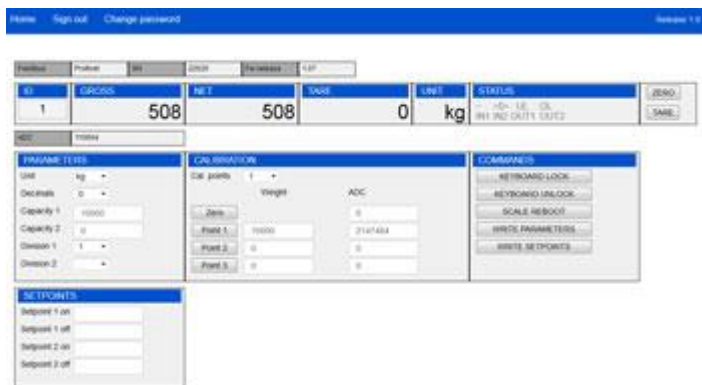 Home Sign out Change password Release 1.0
Fieldbus Profinet SN Fw release
ID GROSS NET TARE UNIT STATUS ZERO
1 508 508 0 kg IN1 IN2 OUT1 OUT2 TARE
ADC
PARAMETERS CALIBRATION COMMANDS
Unit kg Cal. points 1 KEYBOARD LOCK
Decimals 0 Weight ADC KEYBOARD UNLOCK
Capacity 1 10000 Zero 0 SCALE REBOOT
Capacity 2 0 Point 1 10000 WRITE PARAMETERS
Division 1 1 Point 2 0 0 WRITE SETPOINTS
Division 2 Point 3 0 0
SETPOINTS
Setpoint 1 on
Setpoint 1 off
Setpoint 2 on
Setpoint 2 off